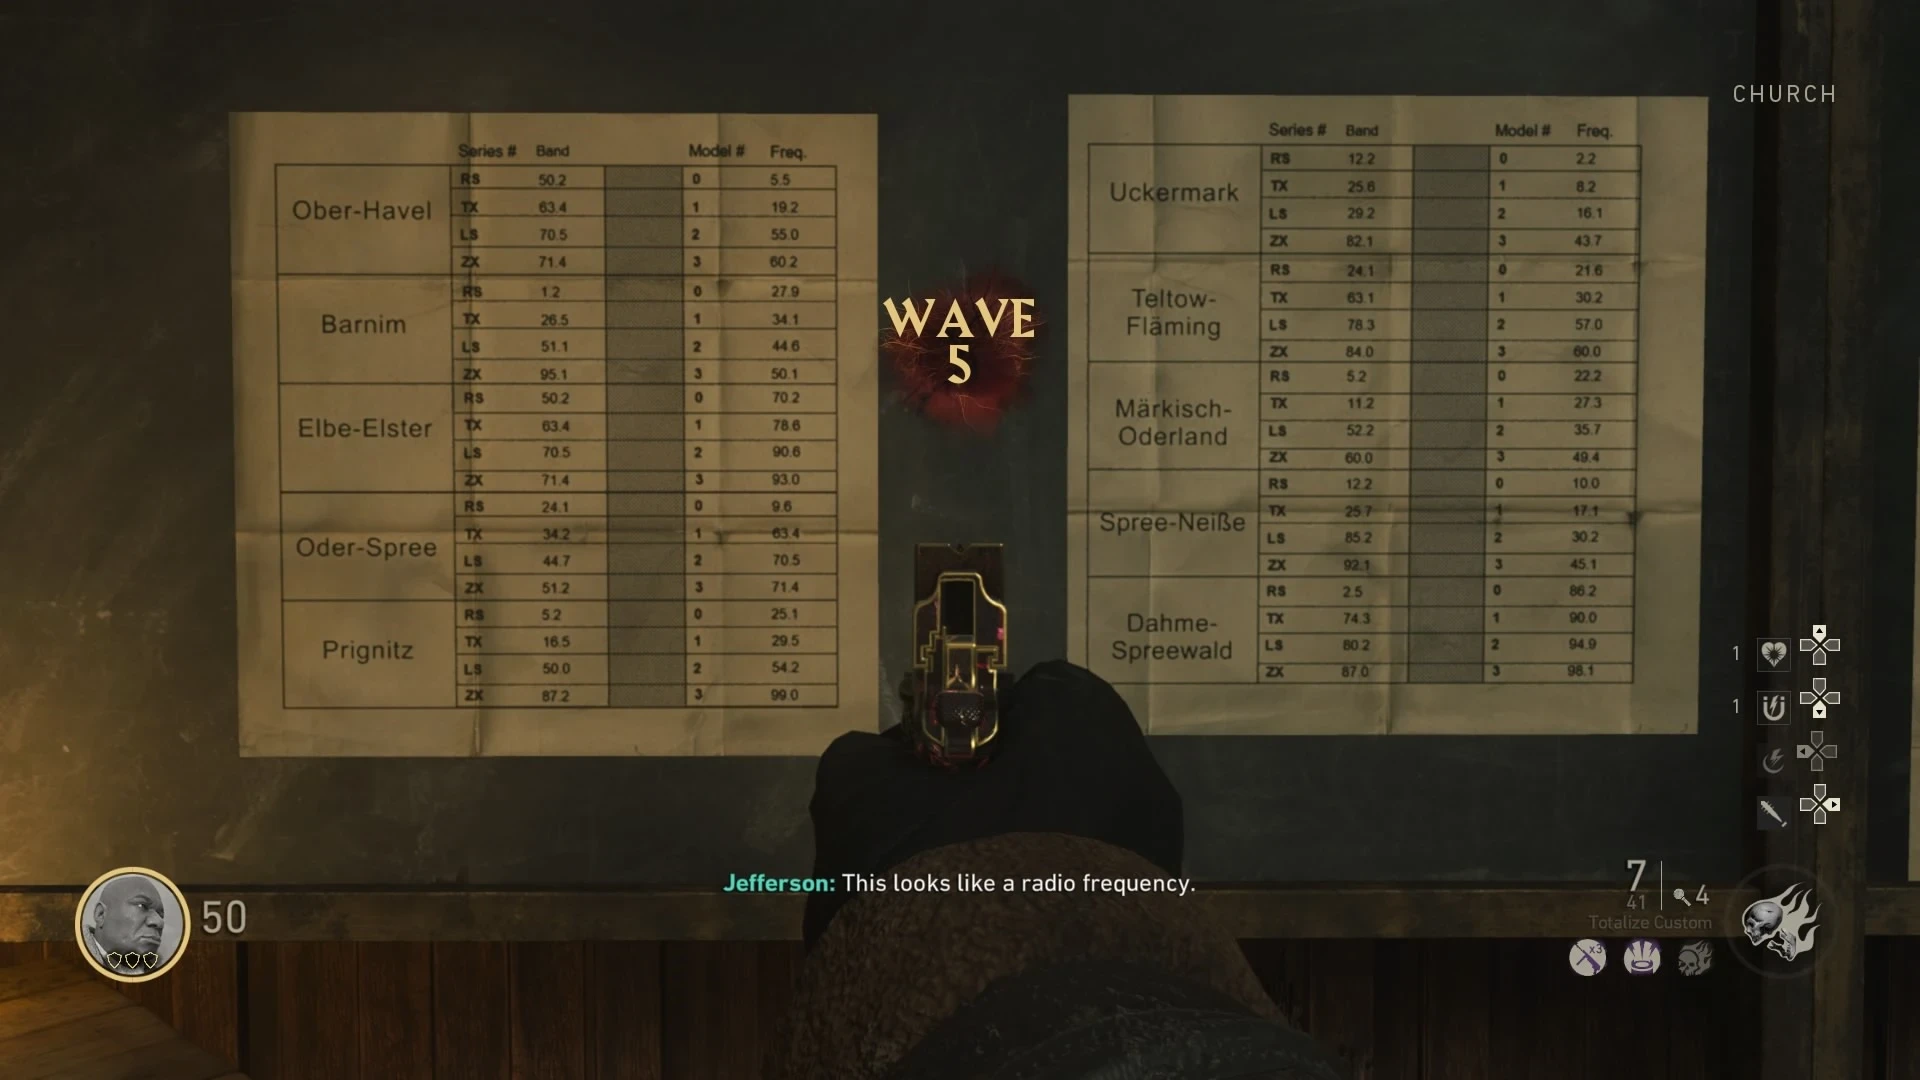 CHURCH
Series # Band Model # Freq.
Ober-Havel
RS 50.2 0 5.5
TX 63.4 1 19.2
LS 70.5 2 55.0
ZX 71.4 3 60.2
Barnim
RS 1.2 0 27.9
TX 26.5 1 34.1
LS 51.1 2 44.6
ZX 95.1 3 50.1
Elbe-Elster
RS 50.2 0 70.2
TX 63.4 1 78.6
LS 70.5 2 90.6
ZX 71.4 3 93.0
Oder-Spree
RS 24.1 0 9.6
TX 34.2 1 63.4
LS 44.7 2 70.5
ZX 51.2 3 71.4
Prignitz
RS 5.2 0 25.1
TX 16.5 1 29.5
LS 50.0 2 54.2
ZX 87.2 3 99.0
WAVE
5
Series # Band Model # Freq.
Uckermark
RS 12.2 0 2.2
TX 25.6 1 8.2
LS 29.2 2 16.1
ZX 82.1 3 43.7
Teltow-
Fläming
RS 24.1 0 21.6
TX 63.1 1 30.2
LS 78.3 2 57.0
ZX 84.0 3 60.0
Märkisch-
Oderland
RS 5.2 0 22.2
TX 11.2 1 27.3
LS 52.2 2 35.7
ZX 60.0 3 49.4
Spree-Neiße
RS 12.2 0 10.0
TX 25.7 1 17.1
LS 85.2 2 30.2
ZX 92.1 3 45.1
Dahme-
Spreewald
RS 2.5 0 86.2
TX 74.3 1 90.0
LS 80.2 2 94.9
ZX 87.0 3 98.1
1
1
Jefferson: This looks like a radio frequency.
50
7
41
4
Totalize Custom
x3